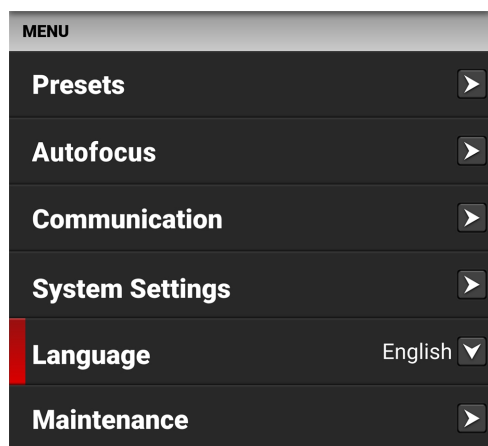 MENU
Presets
Autofocus
Communication
System Settings
Language English
Maintenance